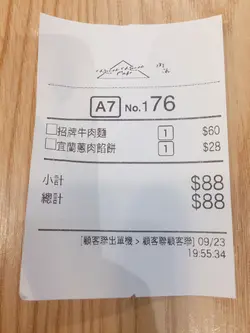 A7 No.176
招牌牛肉麵 1 $60
宜蘭蔥肉餡餅 1 $28
小計 $88
總計 $88
[顧客聯出單機 > 顧客聯顧客聯] 09/23
19:55:34